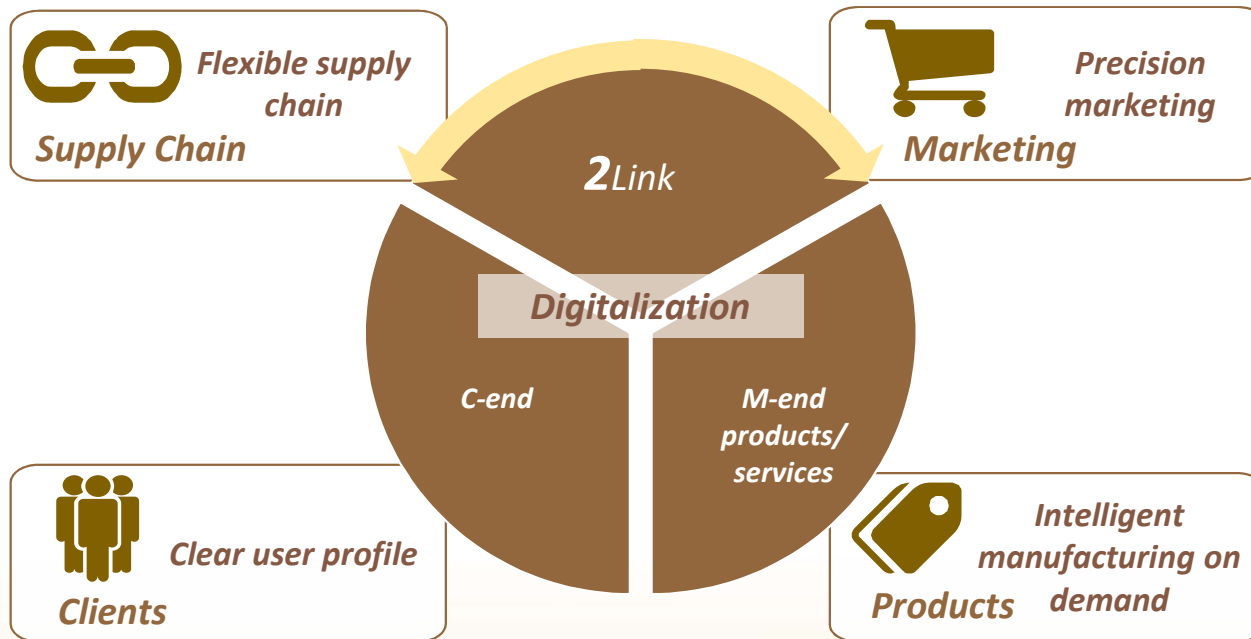 Flexible supply
chain
Supply Chain
Precision
marketing
Marketing
2Link
Digitalization
C-end
M-end
products/
services
Clear user profile
Clients
Intelligent
manufacturing on
demand
Products